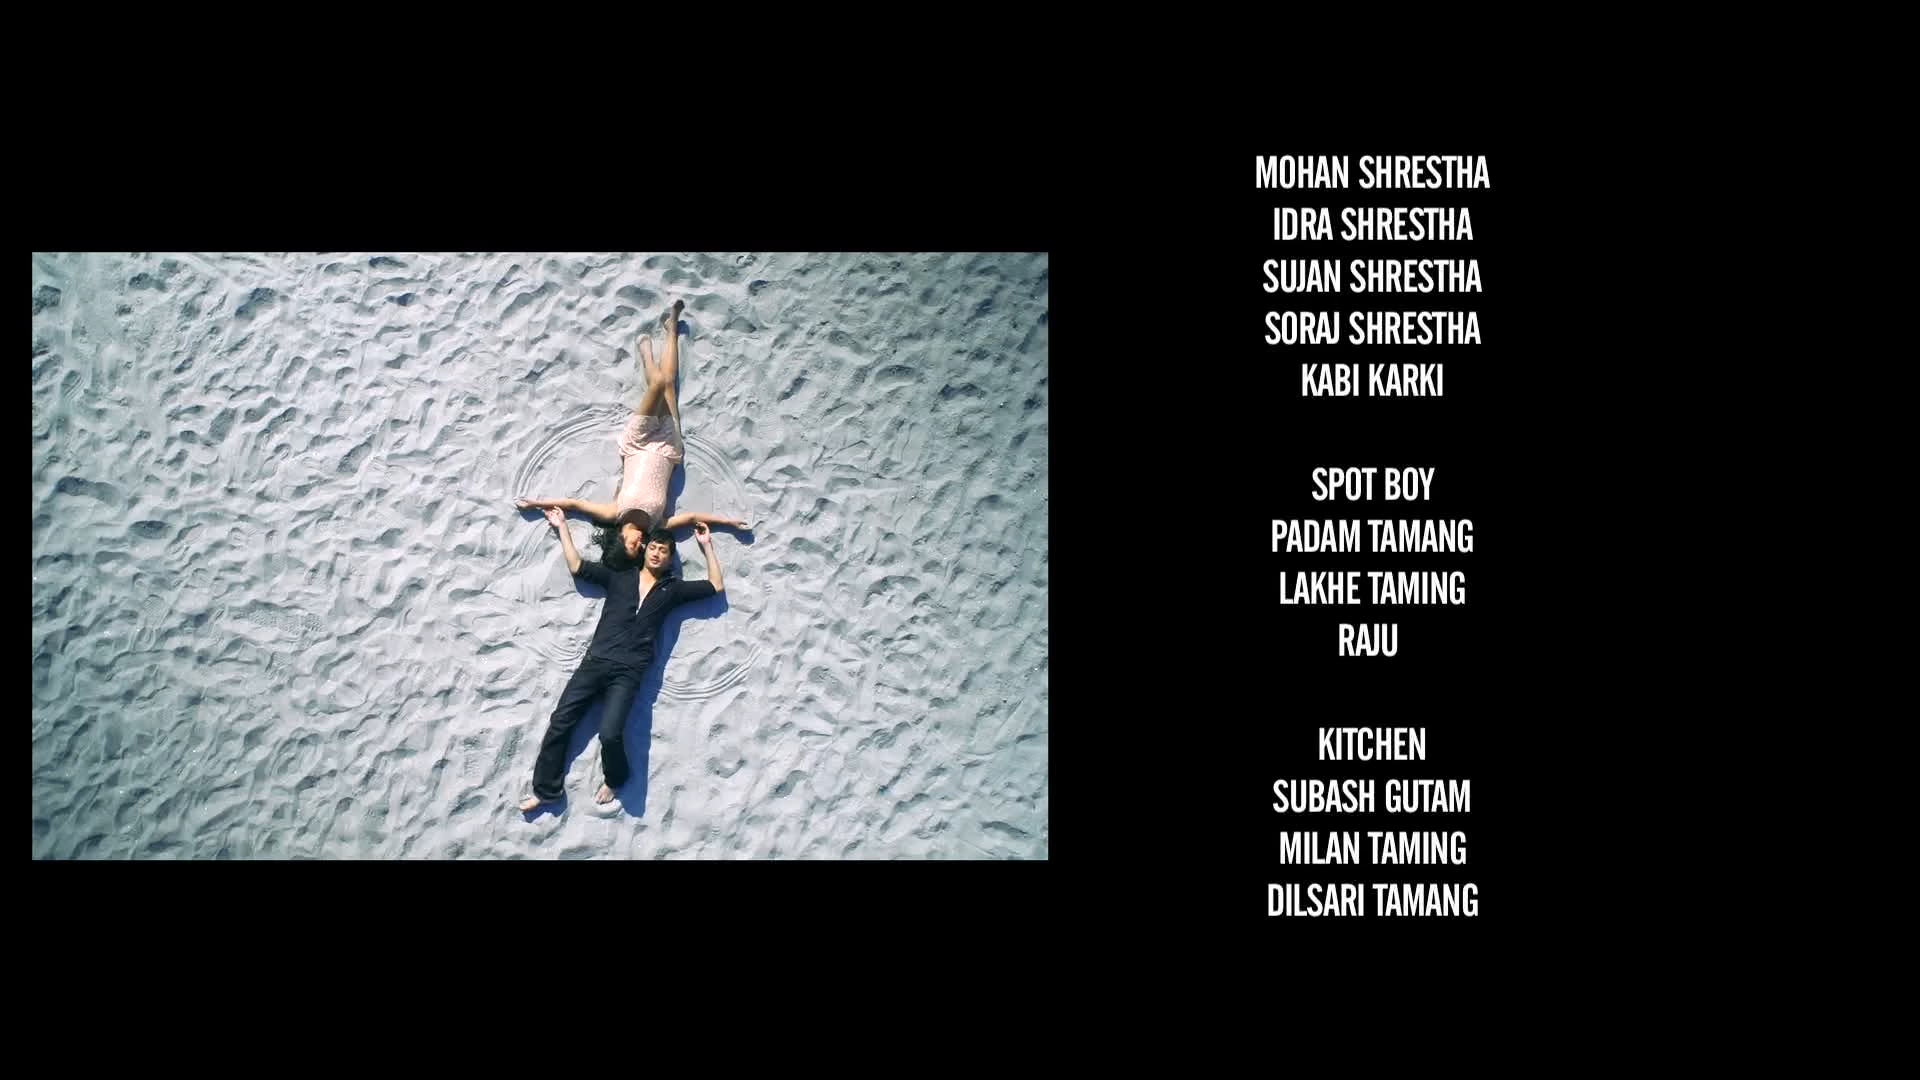 MOHAN SHRESTHA
IDRA SHRESTHA
SUJAN SHRESTHA
SORAJ SHRESTHA
KABI KARKI
SPOT BOY
PADAM TAMANG
LAKHE TAMING
RAJU
KITCHEN
SUBASH GUTAM
MILAN TAMING
DILSARI TAMANG